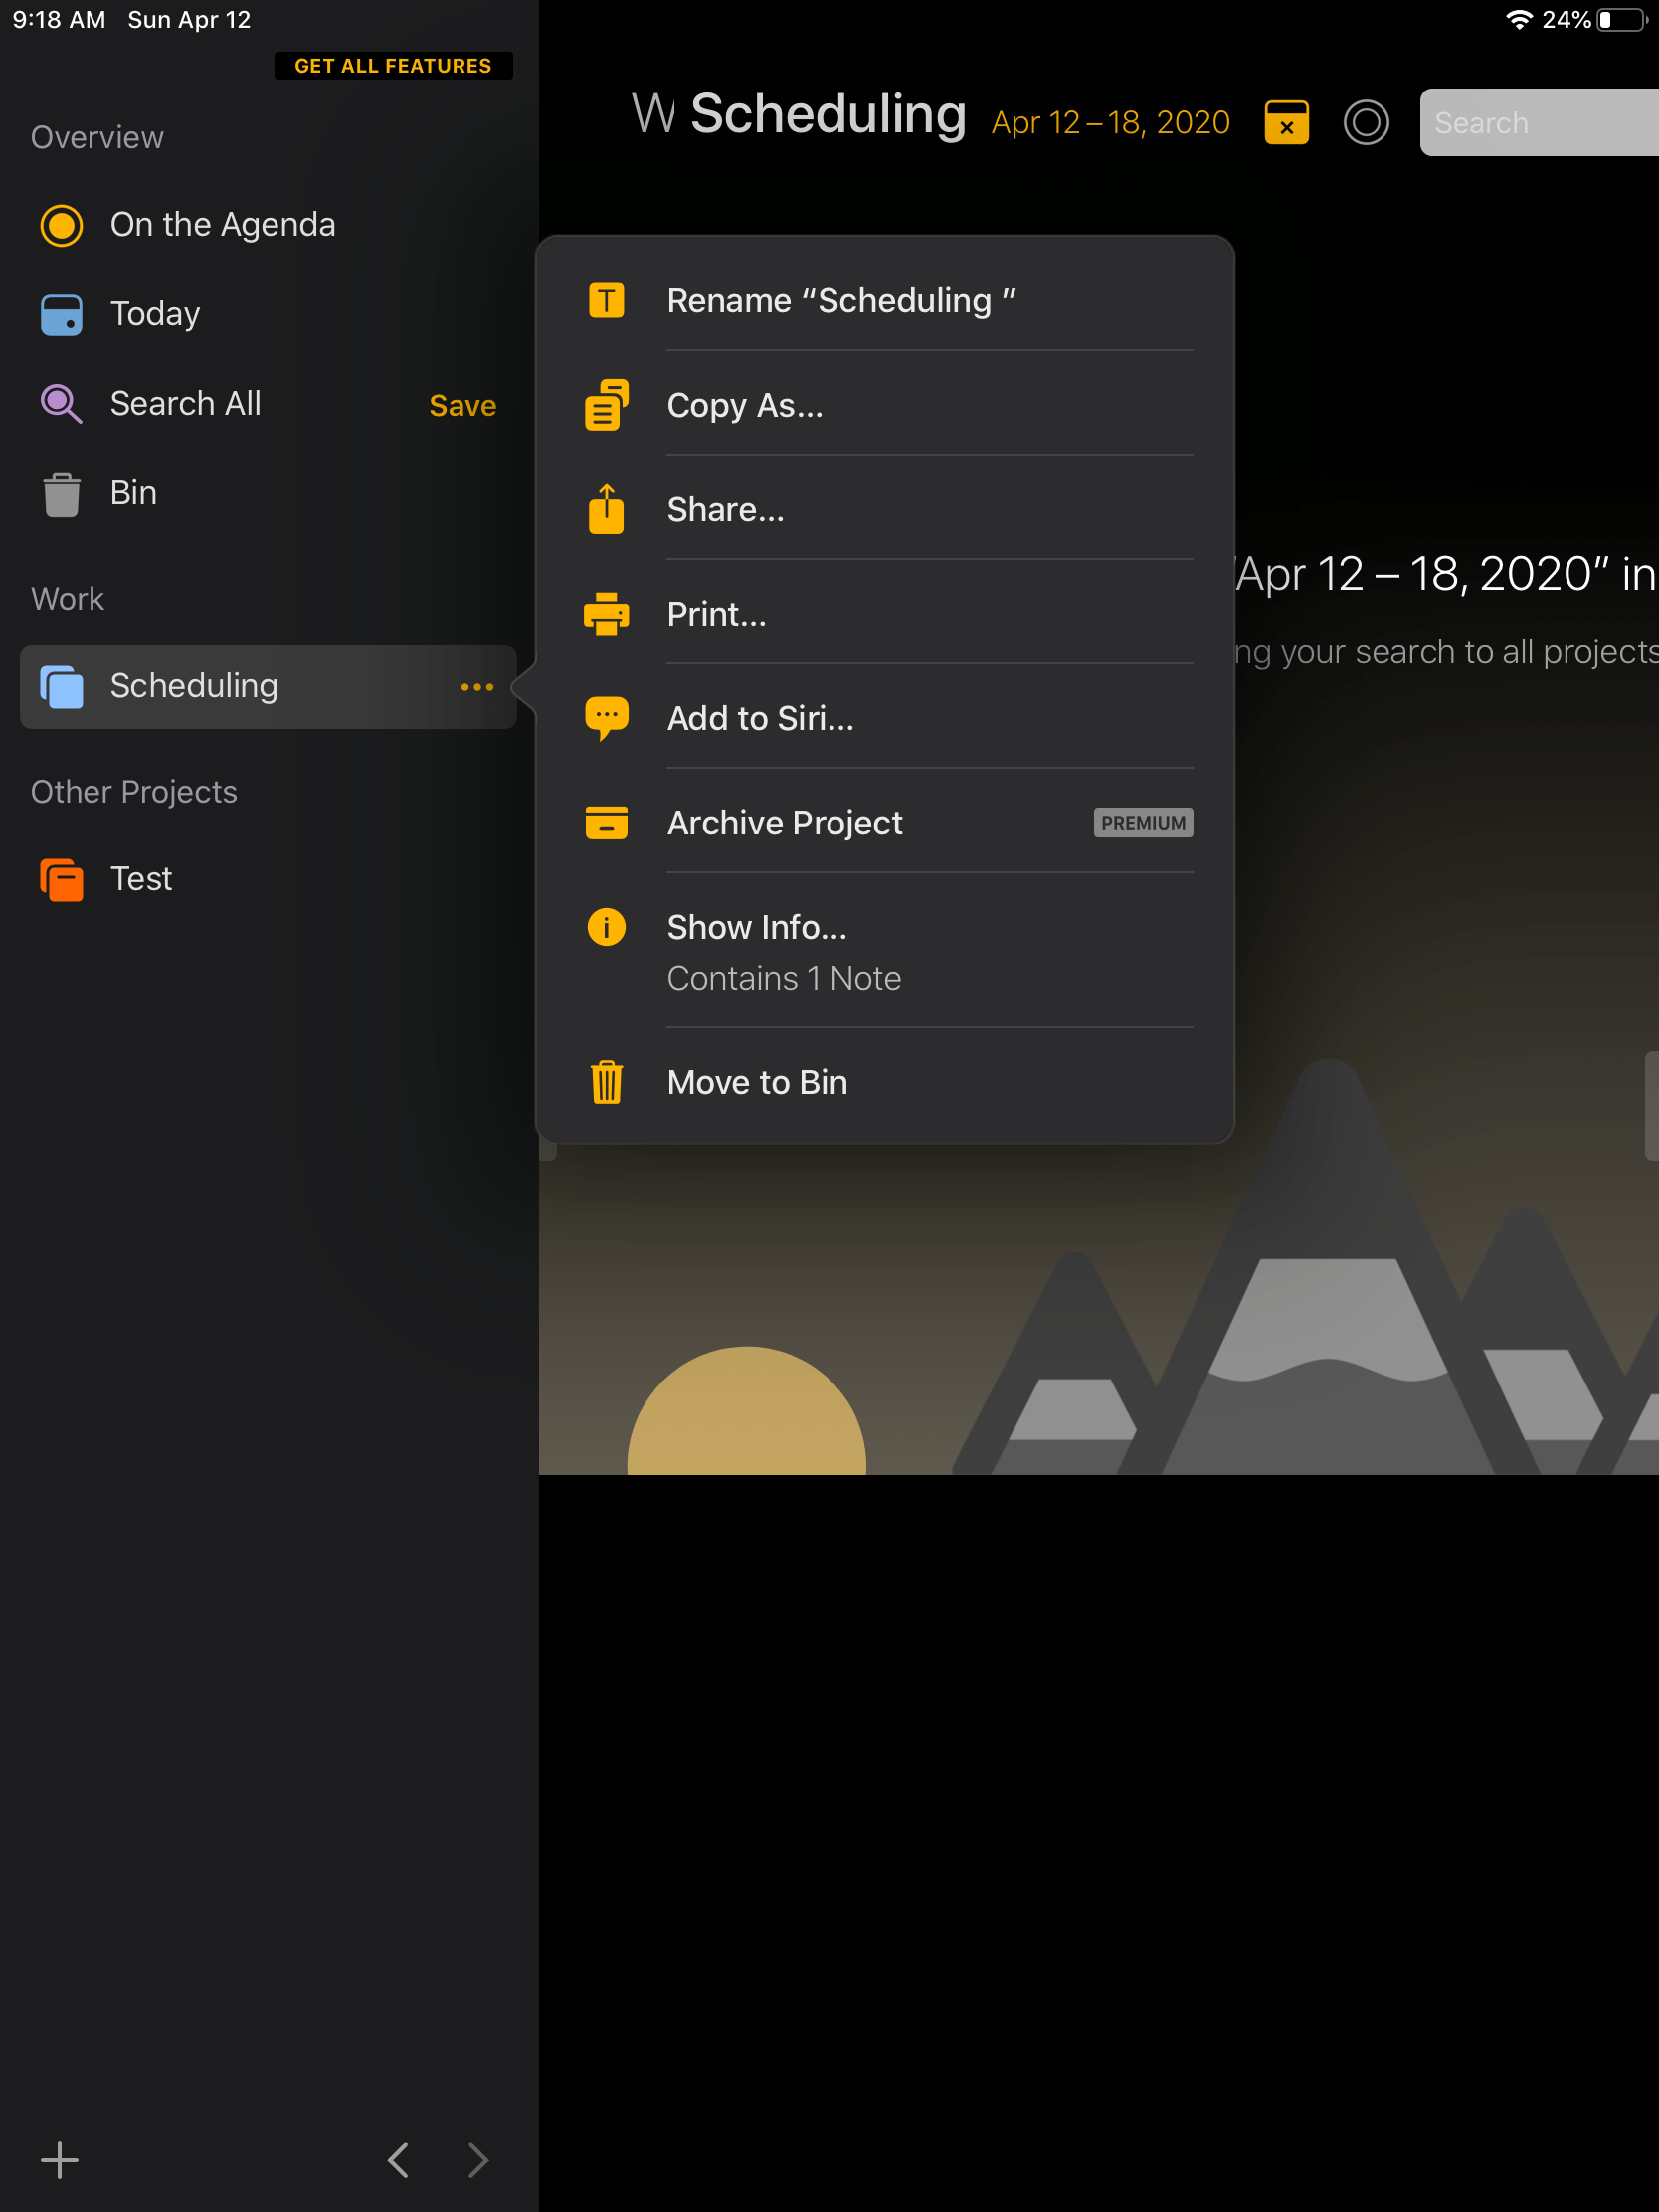 9:18 AM Sun Apr 12
24%
GET ALL FEATURES
Overview
On the Agenda
Today
Search All Save
Bin
Work
Scheduling
Other Projects
Test
W Scheduling Apr 12 – 18, 2020
Search
Rename “Scheduling ”
Copy As...
Share...
Print...
Add to Siri...
Archive Project PREMIUM
Show Info...
Contains 1 Note
Move to Bin
Apr 12 – 18, 2020” in
ng your search to all projects